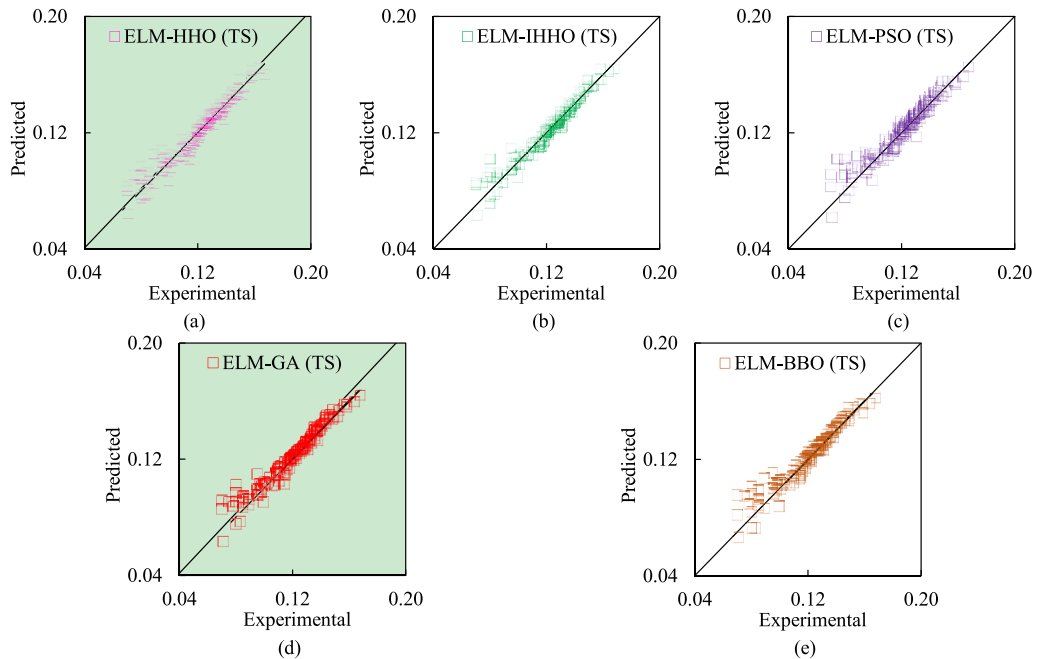 0.20
ELM-HHO (TS)
Predicted
0.12
0.04
0.04
0.12
0.20
Experimental
(a)
0.20
ELM-IHHO (TS)
Predicted
0.12
0.04
0.04
0.12
0.20
Experimental
(b)
0.20
ELM-PSO (TS)
Predicted
0.12
0.04
0.04
0.12
0.20
Experimental
(c)
0.20
ELM-GA (TS)
Predicted
0.12
0.04
0.04
0.12
0.20
Experimental
(d)
0.20
ELM-BBO (TS)
Predicted
0.12
0.04
0.04
0.12
0.20
Experimental
(e)